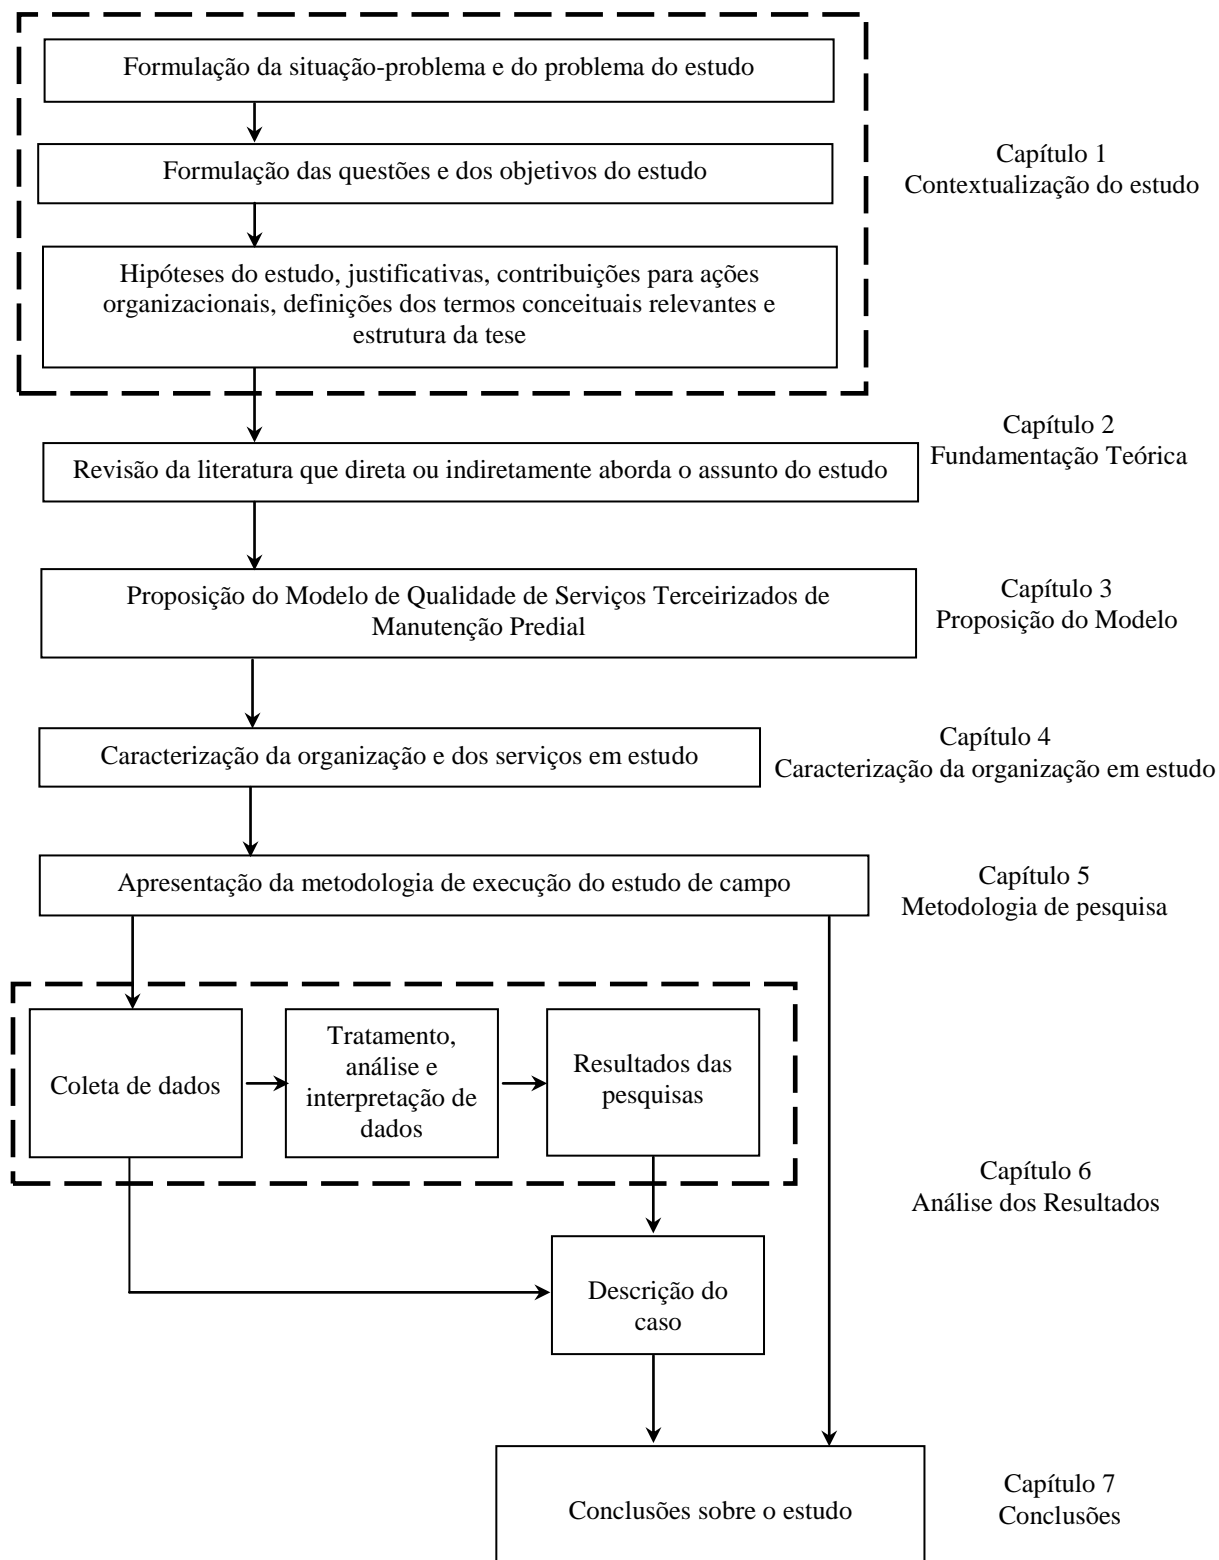 Formulação da situação-problema e do problema do estudo
Formulação das questões e dos objetivos do estudo
Capítulo 1
Contextualização do estudo
Hipóteses do estudo, justificativas, contribuições para ações
organizacionais, definições dos termos conceituais relevantes e
estrutura da tese
Capítulo 2
Fundamentação Teórica
Revisão da literatura que direta ou indiretamente aborda o assunto do estudo
Proposição do Modelo de Qualidade de Serviços Terceirizados de
Manutenção Predial
Capítulo 3
Proposição do Modelo
Caracterização da organização e dos serviços em estudo
Capítulo 4
Caracterização da organização em estudo
Apresentação da metodologia de execução do estudo de campo
Capítulo 5
Metodologia de pesquisa
Coleta de dados
Tratamento,
análise e
interpretação de
dados
Resultados das
pesquisas
Capítulo 6
Análise dos Resultados
Descrição do
caso
Conclusões sobre o estudo
Capítulo 7
Conclusões